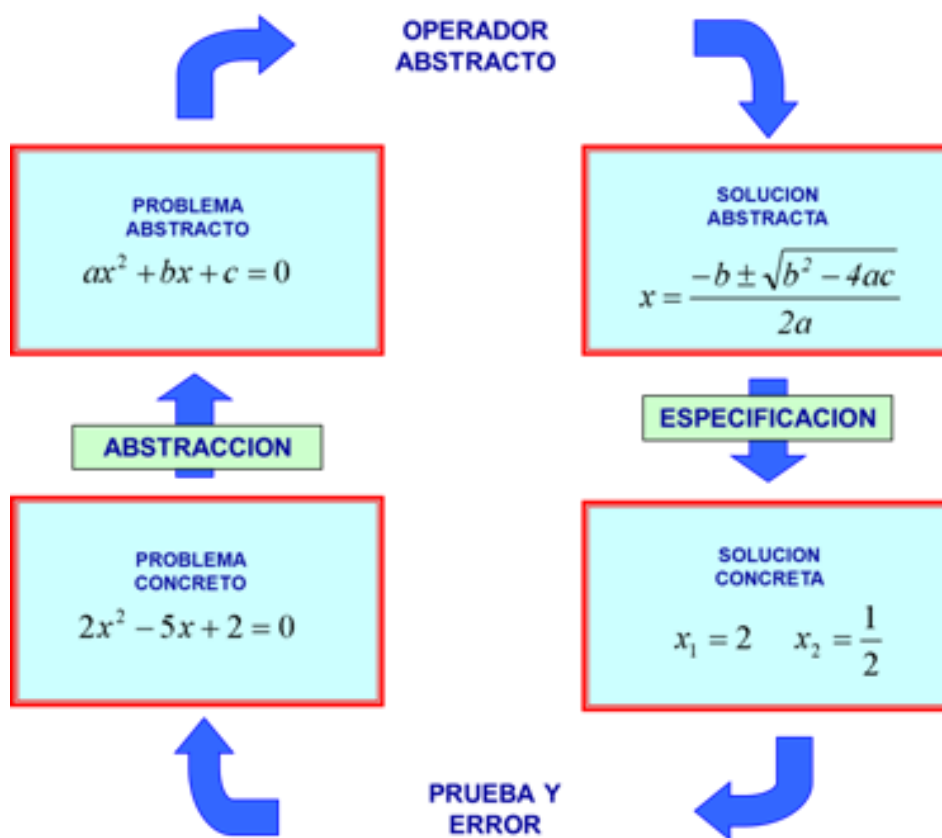 OPERADOR
ABSTRACTO
PROBLEMA
ABSTRACTO
ax² + bx + c = 0
SOLUCION
ABSTRACTA
x = (-b ± √(b² - 4ac)) / 2a
ABSTRACCION
ESPECIFICACION
PROBLEMA
CONCRETO
2x² - 5x + 2 = 0
SOLUCION
CONCRETA
x₁ = 2 x₂ = 1/2
PRUEBA Y
ERROR